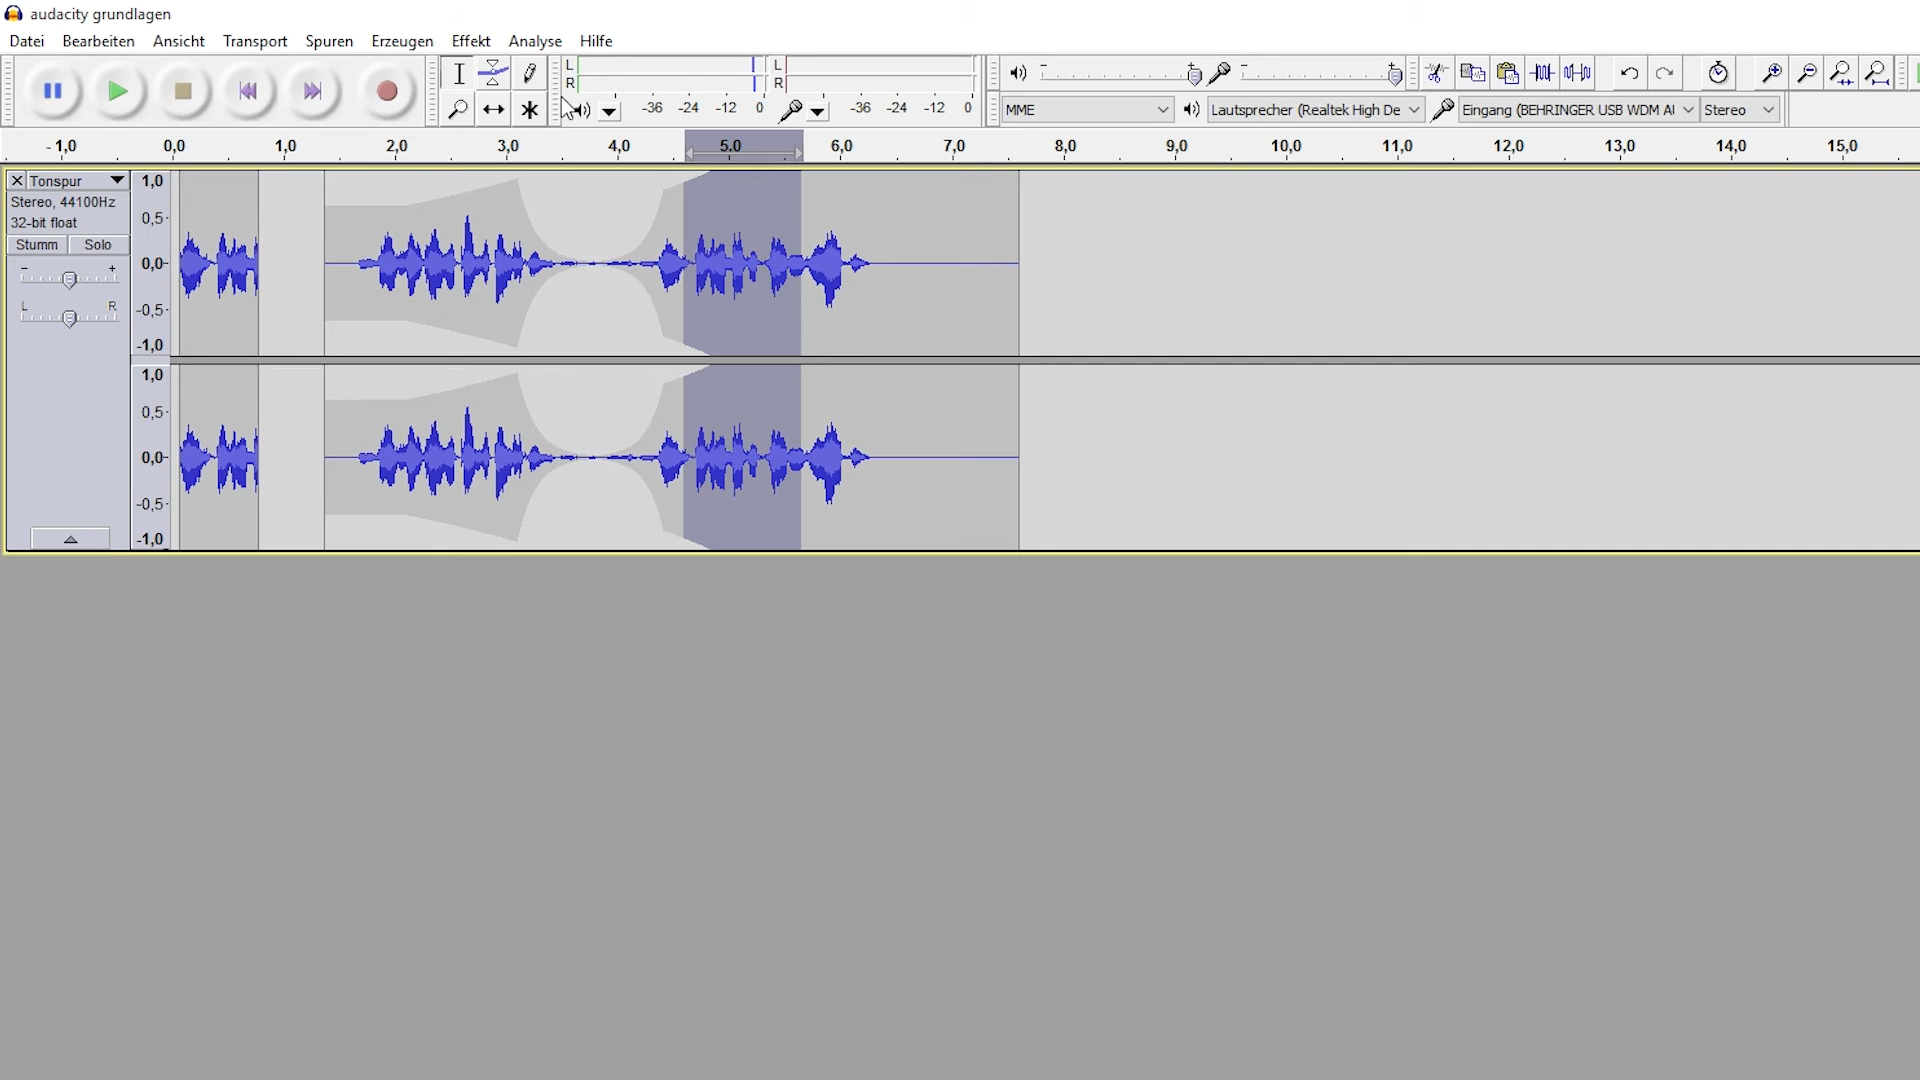 audacity grundlagen
Datei Bearbeiten Ansicht Transport Spuren Erzeugen Effekt Analyse Hilfe
L L
R R
-36 -24 -12 0 -36 -24 -12 0
MME Lautsprecher (Realtek High De Eingang (BEHRINGER USB WDM AI Stereo
- 1,0 0,0 1,0 2,0 3,0 4,0 5,0 6,0 7,0 8,0 9,0 10,0 11,0 12,0 13,0 14,0 15,0
Tonspur 1,0
Stereo, 44100Hz
32-bit float 0,5-
Stumm Solo
- + 0,0-
L R -0,5-
-1,0
1,0
0,5-
0,0-
-0,5-
-1,0